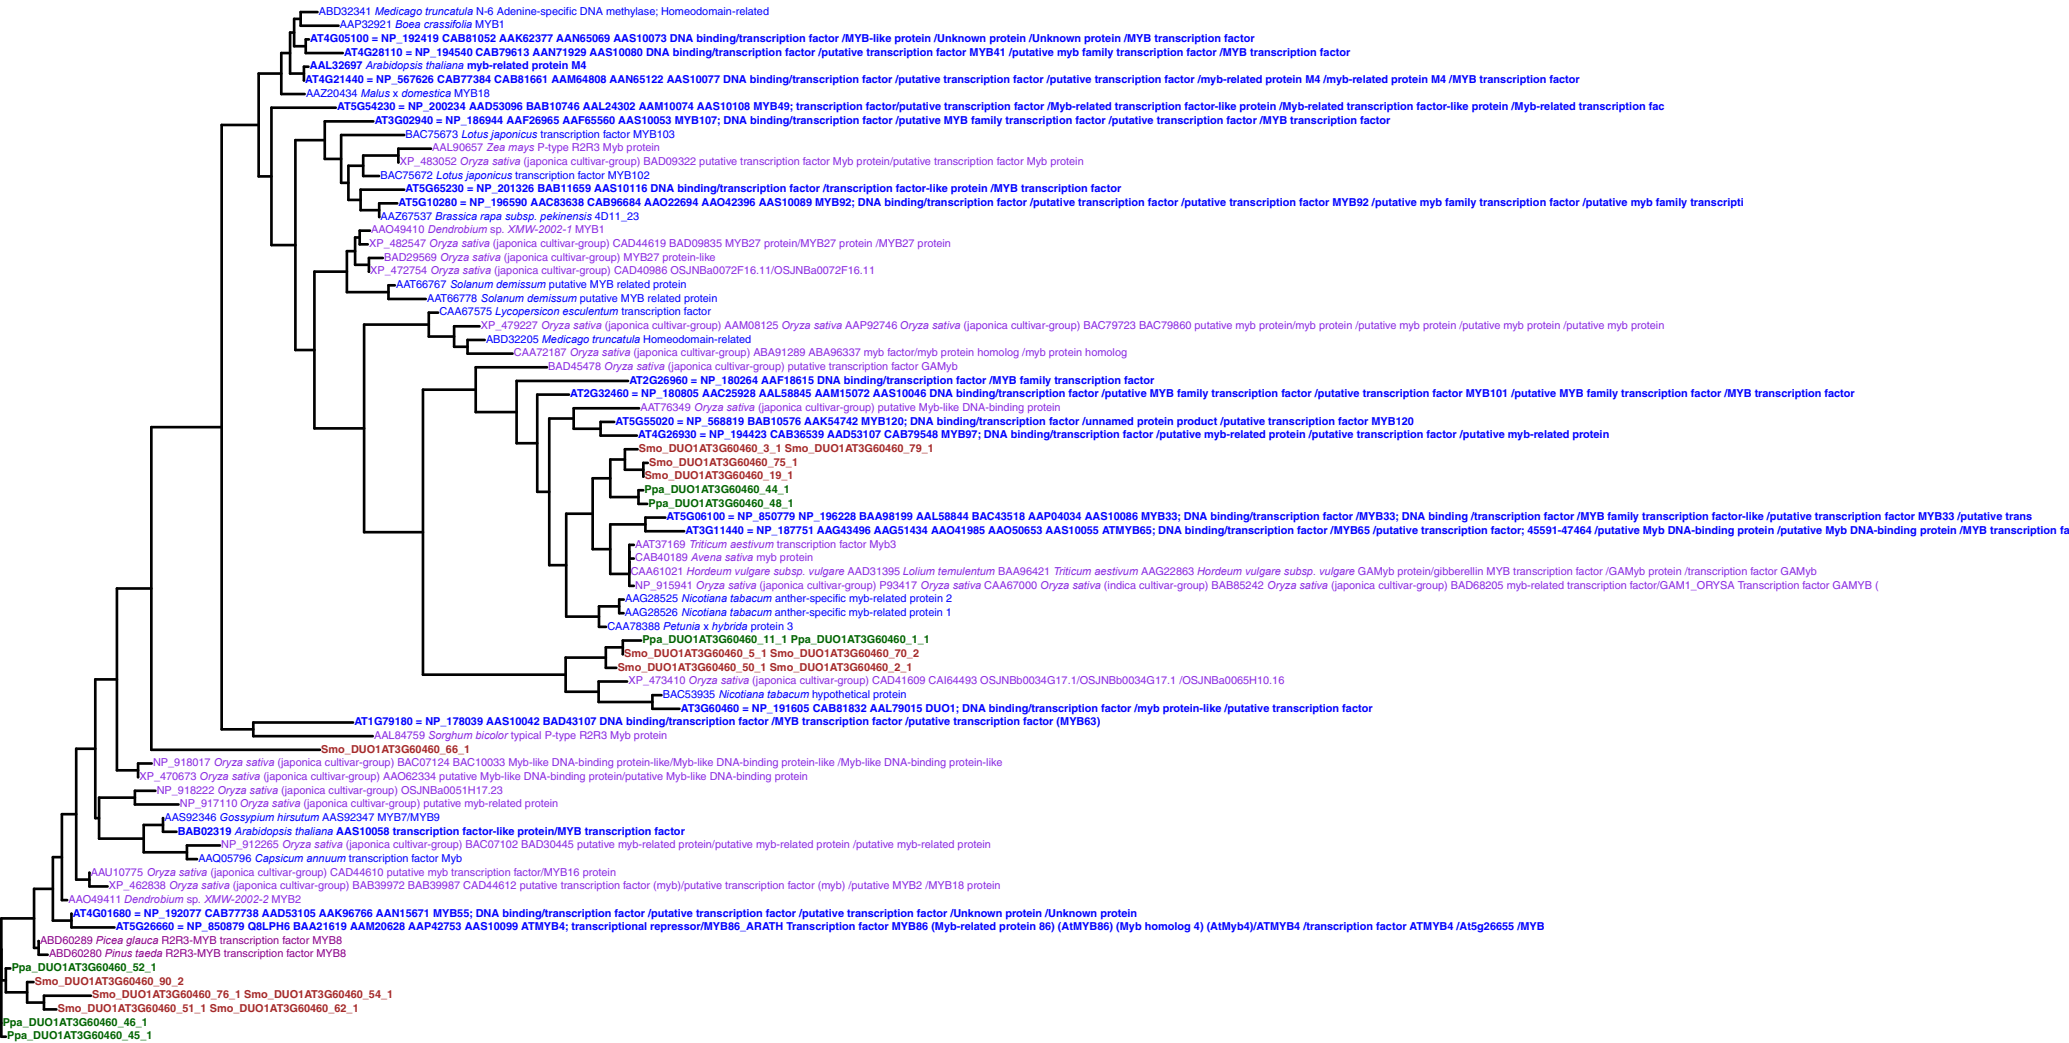 ABD32341 Medicago truncatula N-6 Adenine-specific DNA methylase; Homeodomain-related
AAP32921 Boea crassifolia MYB1
AT4G05100 = NP_192419 CAB81052 AAK62377 AAN65069 AAS10073 DNA binding/transcription factor /MYB-like protein /Unknown protein /Unknown protein /MYB transcription factor
AT4G28110 = NP_194540 CAB79613 AAN71929 AAS10080 DNA binding/transcription factor /putative transcription factor MYB41 /putative myb family transcription factor /MYB transcription factor
AAL32697 Arabidopsis thaliana myb-related protein M4
AT4G21440 = NP_567626 CAB77384 CAB81661 AAM64808 AAN65122 AAS10077 DNA binding/transcription factor /putative transcription factor /putative transcription factor /myb-related protein M4 /myb-related protein M4 /MYB transcription factor
AAZ20434 Malus x domestica MYB18
AT5G54230 = NP_200234 AAD53096 BAB10746 AAL24302 AAM10074 AAS10108 MYB49; transcription factor/putative transcription factor /Myb-related transcription factor-like protein /Myb-related transcription factor-like protein /Myb-related transcription fac
AT3G02940 = NP_186944 AAF26965 AAF65560 AAS10053 MYB107; DNA binding/transcription factor /putative MYB family transcription factor /putative transcription factor /MYB transcription factor
BAC75673 Lotus japonicus transcription factor MYB103
AAL90657 Zea mays P-type R2R3 Myb protein
XP_483052 Oryza sativa (japonica cultivar-group) BAD09322 putative transcription factor Myb protein/putative transcription factor Myb protein
BAC75672 Lotus japonicus transcription factor MYB102
AT5G65230 = NP_201326 BAB11659 AAS10116 DNA binding/transcription factor /transcription factor-like protein /MYB transcription factor
AT5G10280 = NP_196590 AAC83638 CAB96684 AAO22694 AAO42396 AAS10089 MYB92; DNA binding/transcription factor /putative transcription factor /putative transcription factor MYB92 /putative myb family transcription factor /putative myb family transcripti
AAZ67537 Brassica rapa subsp. pekinensis 4D11_23
AAO49410 Dendrobium sp. XMW-2002-1 MYB1
XP_482547 Oryza sativa (japonica cultivar-group) CAD44619 BAD09835 MYB27 protein/MYB27 protein /MYB27 protein
BAD29569 Oryza sativa (japonica cultivar-group) MYB27 protein-like
XP_472754 Oryza sativa (japonica cultivar-group) CAD40986 OSJNBa0072F16.11/OSJNBa0072F16.11
AAT66767 Solanum demissum putative MYB related protein
AAT66778 Solanum demissum putative MYB related protein
CAA67575 Lycopersicon esculentum transcription factor
XP_479227 Oryza sativa (japonica cultivar-group) AAM08125 Oryza sativa AAP92746 Oryza sativa (japonica cultivar-group) BAC79723 BAC79860 putative myb protein/myb protein /putative myb protein /putative myb protein /putative myb protein
ABD32205 Medicago truncatula Homeodomain-related
CAA72187 Oryza sativa (japonica cultivar-group) ABA91289 ABA96337 myb factor/myb protein homolog /myb protein homolog
BAD45478 Oryza sativa (japonica cultivar-group) putative transcription factor GAMyb
AT2G26960 = NP_180264 AAF18615 DNA binding/transcription factor /MYB family transcription factor
AT2G32460 = NP_180805 AAC25928 AAL58845 AAM15072 AAS10046 DNA binding/transcription factor /putative MYB family transcription factor /putative transcription factor MYB101 /putative MYB family transcription factor /MYB transcription factor
AAT76349 Oryza sativa (japonica cultivar-group) putative Myb-like DNA-binding protein
AT5G55020 = NP_568819 BAB10576 AAK54742 MYB120; DNA binding/transcription factor /unnamed protein product /putative transcription factor MYB120
AT4G26930 = NP_194423 CAB36539 AAD53107 CAB79548 MYB97; DNA binding/transcription factor /putative myb-related protein /putative transcription factor /putative myb-related protein
Smo_DUO1AT3G60460_3_1 Smo_DUO1AT3G60460_79_1
Smo_DUO1AT3G60460_75_1
Smo_DUO1AT3G60460_19_1
Ppa_DUO1AT3G60460_44_1
Ppa_DUO1AT3G60460_48_1
AT5G06100 = NP_850779 NP_196228 BAA98199 AAL58844 BAC43518 AAP04034 AAS10086 MYB33; DNA binding/transcription factor /MYB33; DNA binding /MYB family transcription factor-like /putative transcription factor MYB33 /putative trans
AT3G11440 = NP_187751 AAG43496 AAG51434 AAO41985 AAO50653 AAS10055 ATMYB65; DNA binding/transcription factor /MYB65 /putative transcription factor; 45591-47464 /putative Myb DNA-binding protein /putative Myb DNA-binding protein /MYB transcription fa
AAT37169 Triticum aestivum transcription factor Myb3
CAB40189 Avena sativa myb protein
CAA61021 Hordeum vulgare subsp. vulgare AAD31395 Lolium temulentum BAA96421 Triticum aestivum AAG22863 Hordeum vulgare subsp. vulgare GAMyb protein/gibberellin MYB transcription factor /GAMyb protein /transcription factor GAMyb
NP_915941 Oryza sativa (japonica cultivar-group) P93417 Oryza sativa CAA67000 Oryza sativa (indica cultivar-group) BAB85242 Oryza sativa (japonica cultivar-group) BAD68205 myb-related transcription factor/GAM1_ORYSA Transcription factor GAMYB (
AAG28525 Nicotiana tabacum anther-specific myb-related protein 2
AAG28526 Nicotiana tabacum anther-specific myb-related protein 1
CAA78388 Petunia x hybrida protein 3
Ppa_DUO1AT3G60460_11_1 Ppa_DUO1AT3G60460_1_1
Smo_DUO1AT3G60460_5_1 Smo_DUO1AT3G60460_70_2
Smo_DUO1AT3G60460_50_1 Smo_DUO1AT3G60460_2_1
XP_473410 Oryza sativa (japonica cultivar-group) CAD41609 CAI64493 OSJNBb0034G17.1/OSJNBb0034G17.1 /OSJNBa0065H10.16
BAC53935 Nicotiana tabacum hypothetical protein
AT3G60460 = NP_191605 CAB81832 AAL79015 DUO1; DNA binding/transcription factor /myb protein-like /putative transcription factor
AT1G79180 = NP_178039 AAS10042 BAD43107 DNA binding/transcription factor /MYB transcription factor /putative transcription factor (MYB63)
AAL84759 Sorghum bicolor typical P-type R2R3 Myb protein
Smo_DUO1AT3G60460_66_1
NP_918017 Oryza sativa (japonica cultivar-group) BAC07124 BAC10033 Myb-like DNA-binding protein-like/Myb-like DNA-binding protein-like /Myb-like DNA-binding protein-like
XP_470673 Oryza sativa (japonica cultivar-group) AAO62334 putative Myb-like DNA-binding protein/putative Myb-like DNA-binding protein
NP_918222 Oryza sativa (japonica cultivar-group) OSJNBa0051H17.23
NP_917110 Oryza sativa (japonica cultivar-group) putative myb-related protein
AAS92346 Gossypium hirsutum AAS92347 MYB7/MYB9
BAB02319 Arabidopsis thaliana AAS10058 transcription factor-like protein/MYB transcription factor
NP_912265 Oryza sativa (japonica cultivar-group) BAC07102 BAD30445 putative myb-related protein/putative myb-related protein /putative myb-related protein
AAQ05796 Capsicum annuum transcription factor Myb
AAU10775 Oryza sativa (japonica cultivar-group) CAD44610 putative myb transcription factor/MYB16 protein
XP_462838 Oryza sativa (japonica cultivar-group) BAB39972 BAB39987 CAD44612 putative transcription factor (myb)/putative transcription factor (myb) /putative MYB2 /MYB18 protein
AAO49411 Dendrobium sp. XMW-2002-2 MYB2
AT4G01680 = NP_192077 CAB77738 AAD53105 AAK96766 AAN15671 MYB55; DNA binding/transcription factor /putative transcription factor /putative transcription factor /Unknown protein /Unknown protein
AT5G26660 = NP_850879 Q8LPH6 BAA21619 AAM20628 AAP42753 AAS10099 ATMYB4; transcriptional repressor/MYB86_ARATH Transcription factor MYB86 (Myb-related protein 86) (AtMYB86) (Myb homolog 4) (AtMyb4)/ATMYB4 /transcription factor ATMYB4 /At5g26655 /MYB
ABD60289 Picea glauca R2R3-MYB transcription factor MYB8
ABD60280 Pinus taeda R2R3-MYB transcription factor MYB8
Ppa_DUO1AT3G60460_52_1
Smo_DUO1AT3G60460_90_2
Smo_DUO1AT3G60460_76_1 Smo_DUO1AT3G60460_54_1
Smo_DUO1AT3G60460_51_1 Smo_DUO1AT3G60460_62_1
Ppa_DUO1AT3G60460_46_1
Ppa_DUO1AT3G60460_45_1